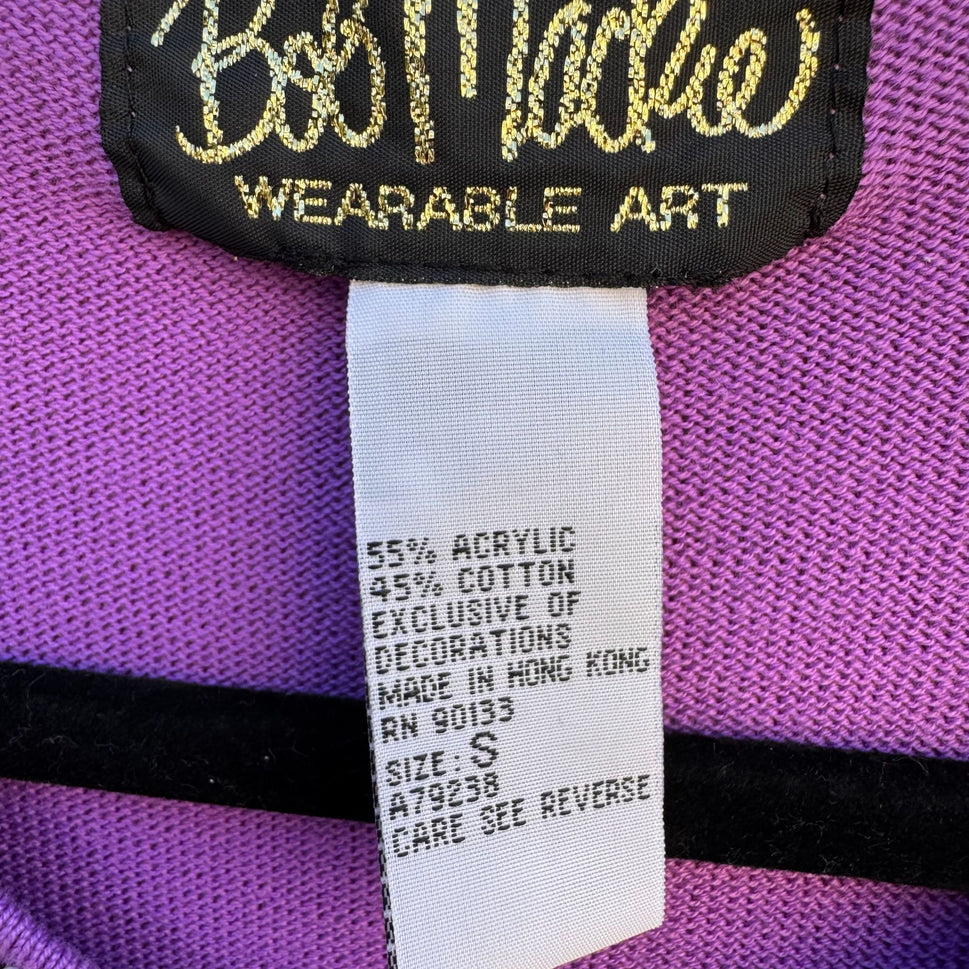 Bob Mackie
WEARABLE ART
55% ACRYLIC
45% COTTON
EXCLUSIVE OF
DECORATIONS
MADE IN HONG KONG
RN 90133
SIZE: S
A79238
CARE SEE REVERSE